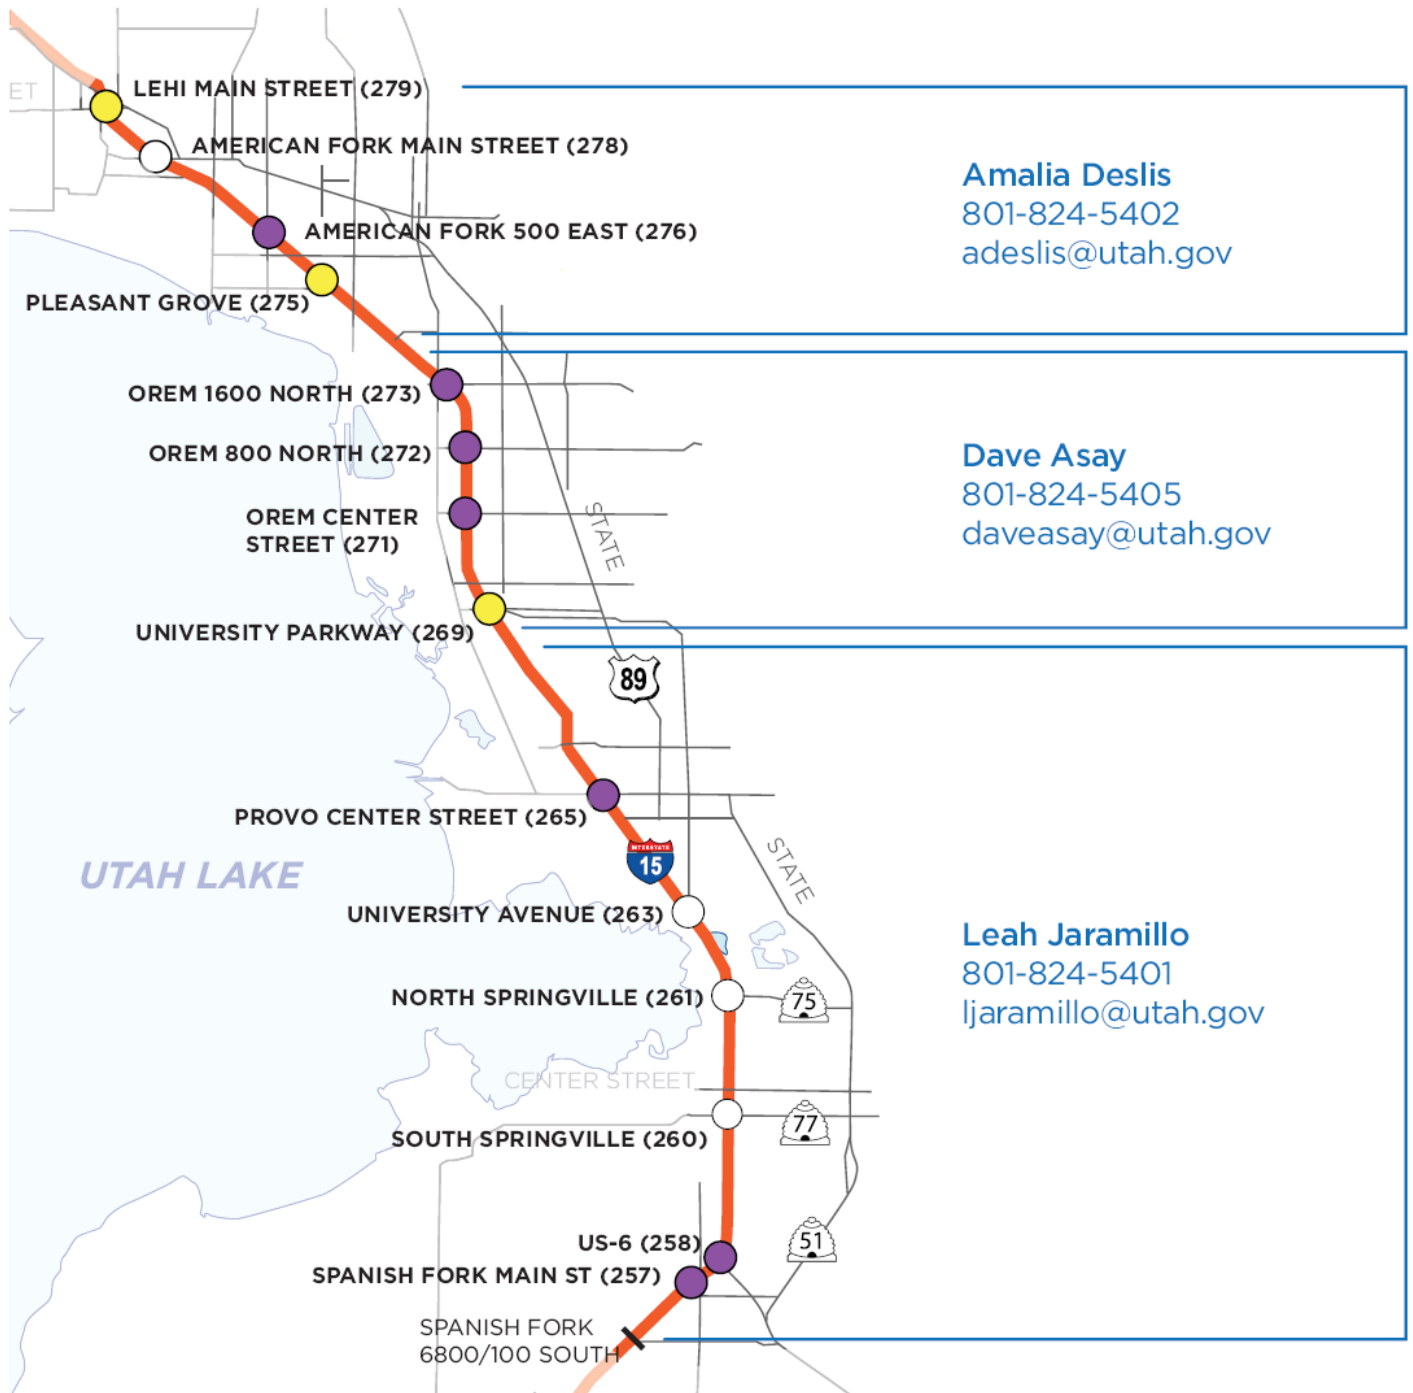 ET
LEHI MAIN STREET (279)
AMERICAN FORK MAIN STREET (278)
AMERICAN FORK 500 EAST (276)
PLEASANT GROVE (275)
Amalia Deslis
801-824-5402
adeslis@utah.gov
OREM 1600 NORTH (273)
OREM 800 NORTH (272)
OREM CENTER
STREET (271)
STATE
UNIVERSITY PARKWAY (269)
Dave Asay
801-824-5405
daveasay@utah.gov
89
PROVO CENTER STREET (265)
INTERSTATE
15
STATE
UTAH LAKE
UNIVERSITY AVENUE (263)
NORTH SPRINGVILLE (261)
75
Leah Jaramillo
801-824-5401
ljaramillo@utah.gov
CENTER STREET
77
SOUTH SPRINGVILLE (260)
51
US-6 (258)
SPANISH FORK MAIN ST (257)
SPANISH FORK
6800/100 SOUTH